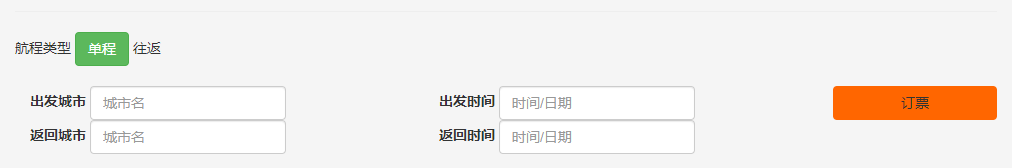 航程类型 单程 往返
出发城市 城市名 出发时间 时间/日期 订票
返回城市 城市名 返回时间 时间/日期